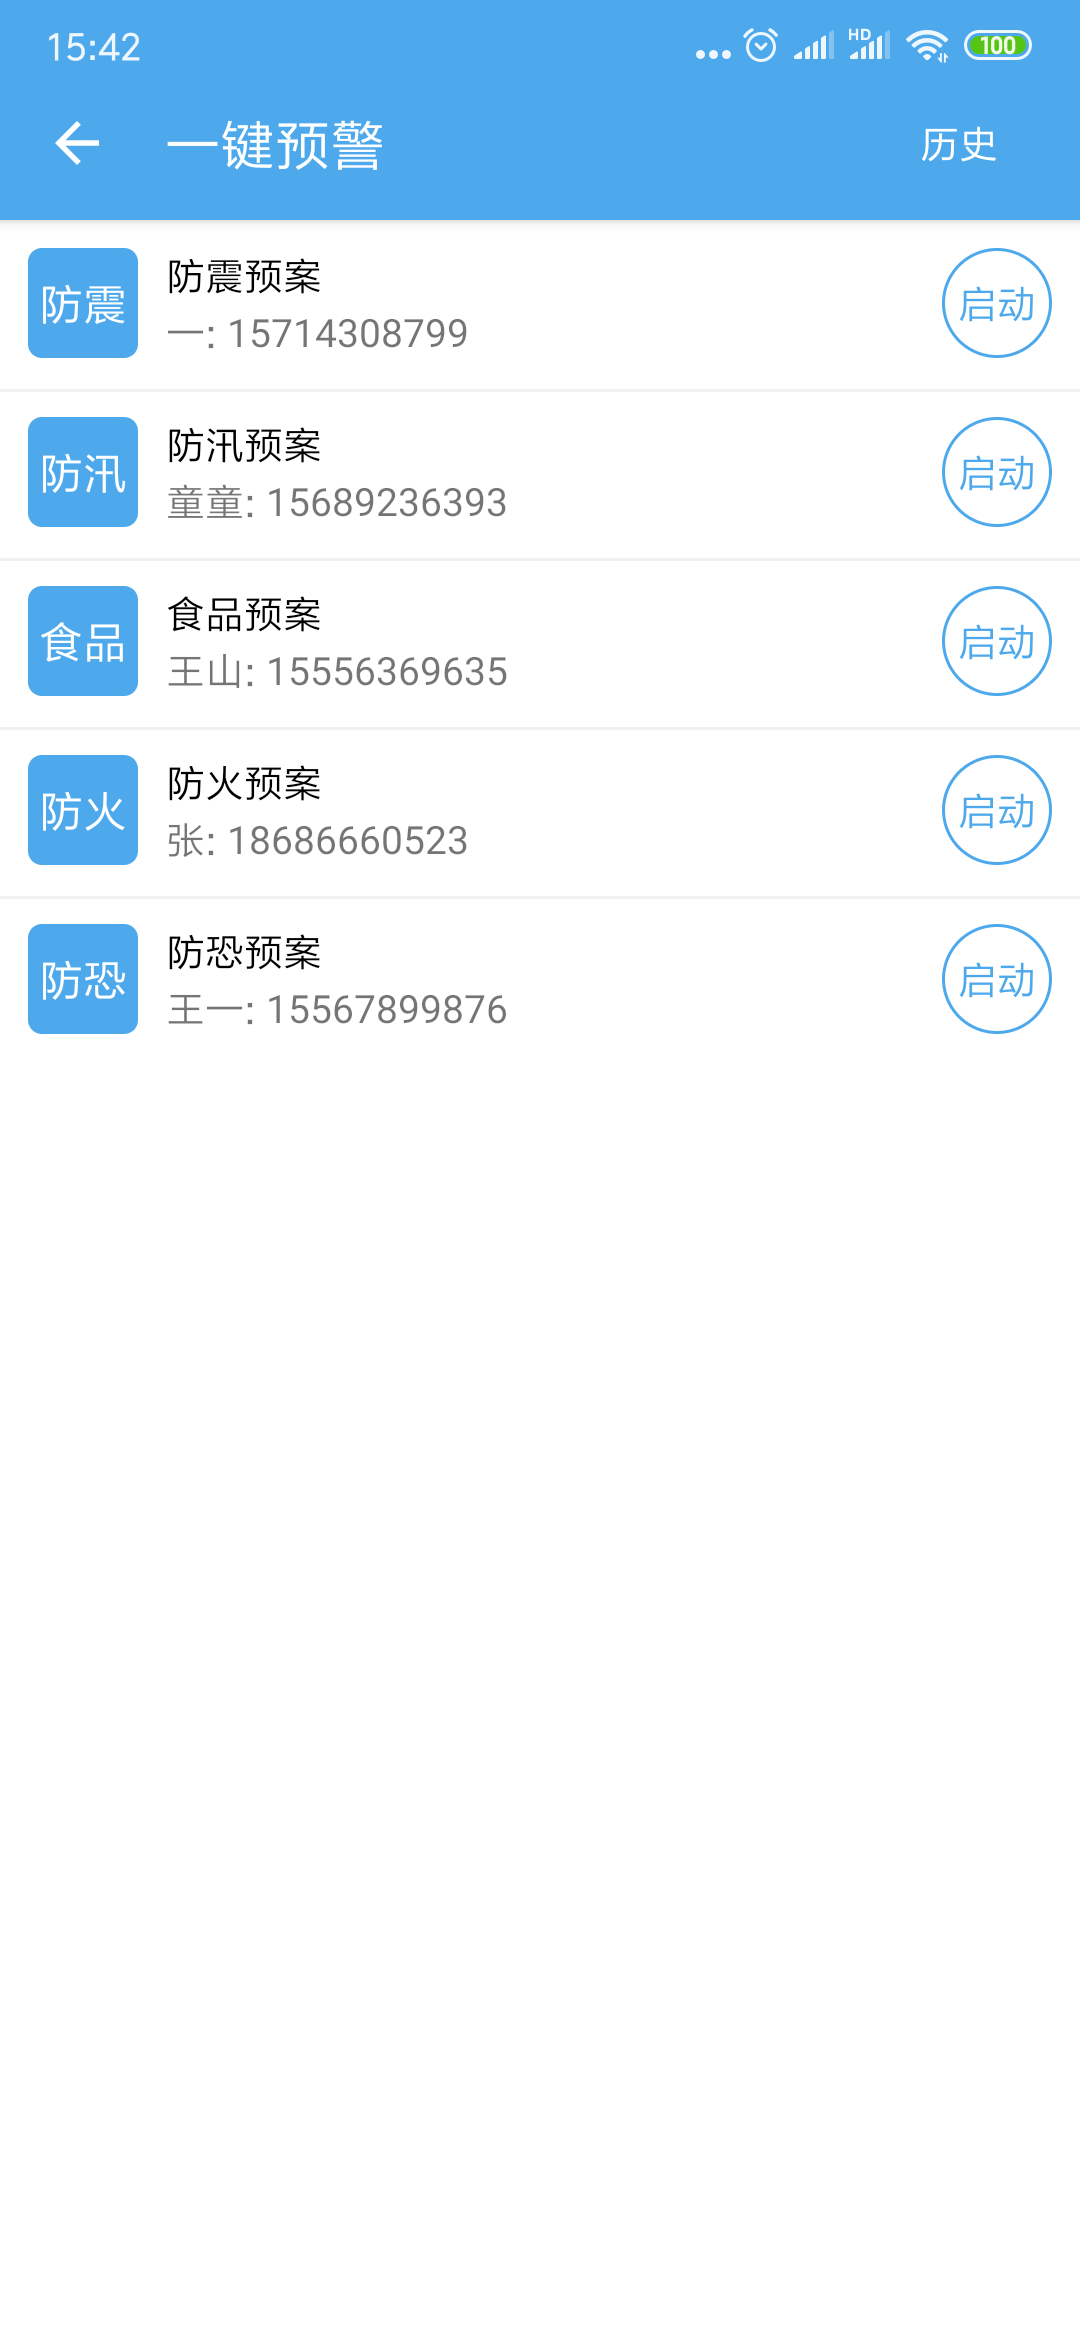 15:42
HD
100
一键预警
历史
防震
防震预案
一: 15714308799
启动
防汛
防汛预案
童童: 15689236393
启动
食品
食品预案
王山: 15556369635
启动
防火
防火预案
张: 18686660523
启动
防恐
防恐预案
王一: 15567899876
启动